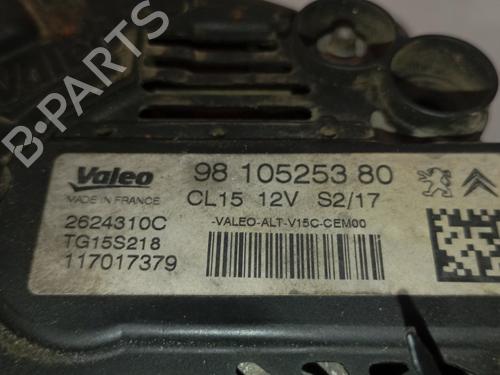 B-PARTS
Valeo
MADE IN FRANCE
98 105253 80
CL15 12V S2/17
2624310C
TG15S218
117017379
-VALEO-ALT-V15C-CEM00